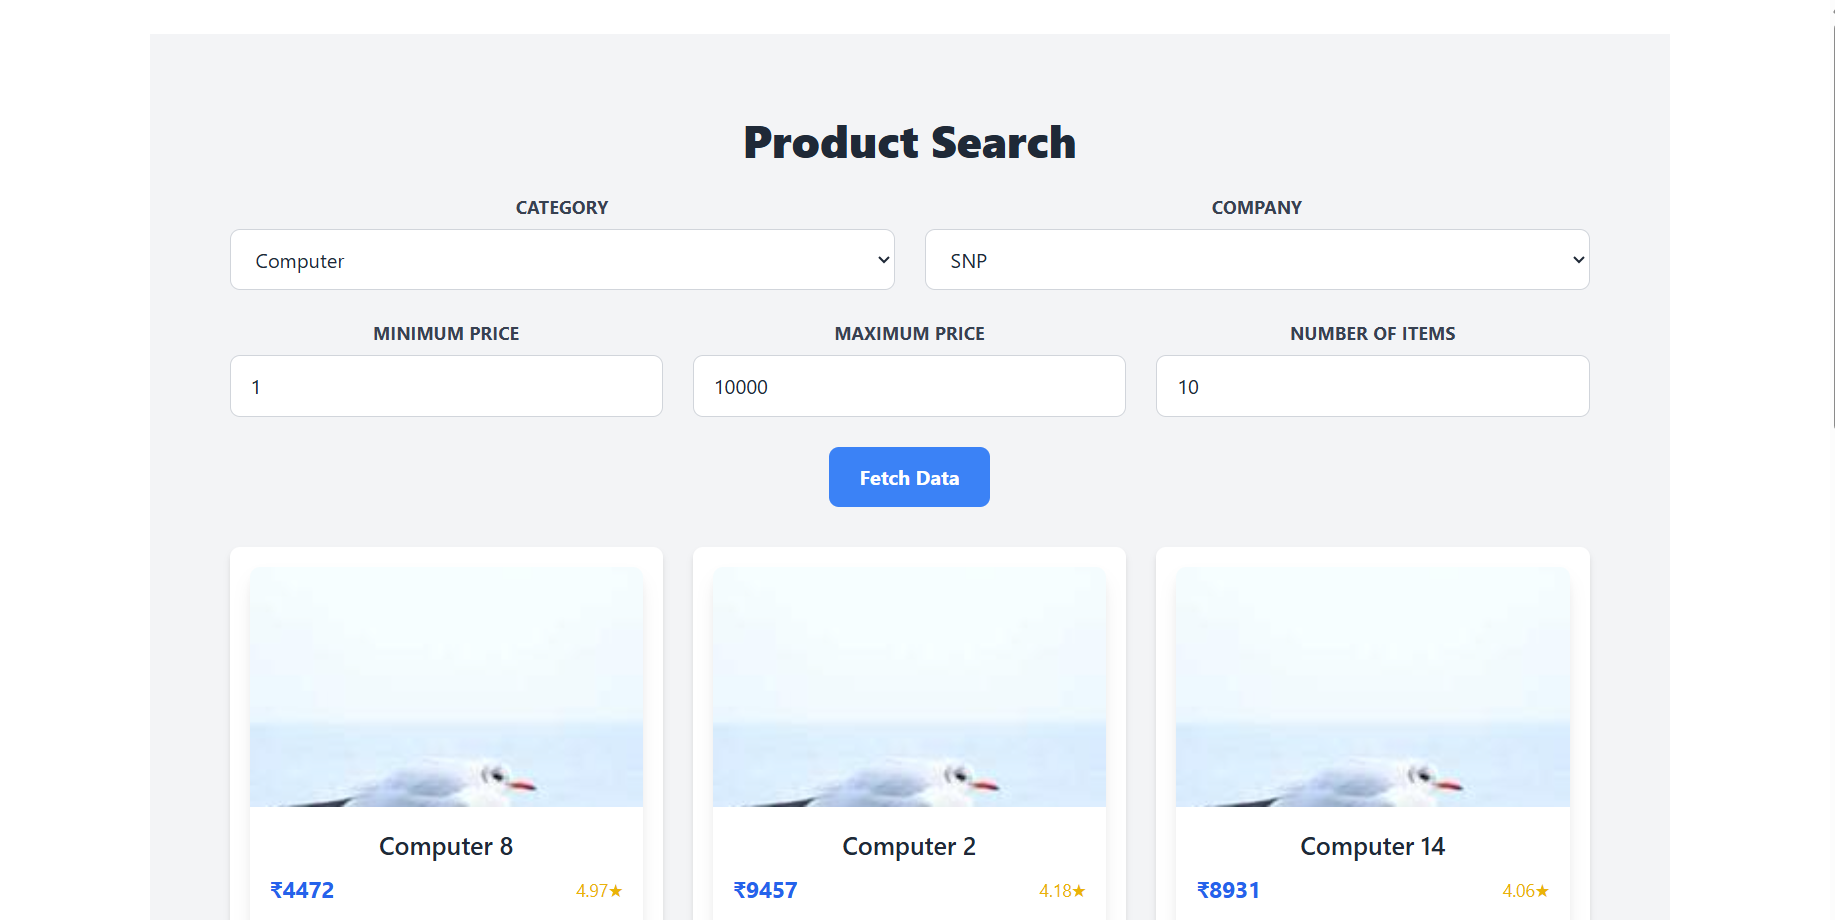 Product Search
CATEGORY
COMPANY
Computer
SNP
MINIMUM PRICE
MAXIMUM PRICE
NUMBER OF ITEMS
1
10000
10
Fetch Data
Computer 8
₹4472
4.97★
Computer 2
₹9457
4.18★
Computer 14
₹8931
4.06★